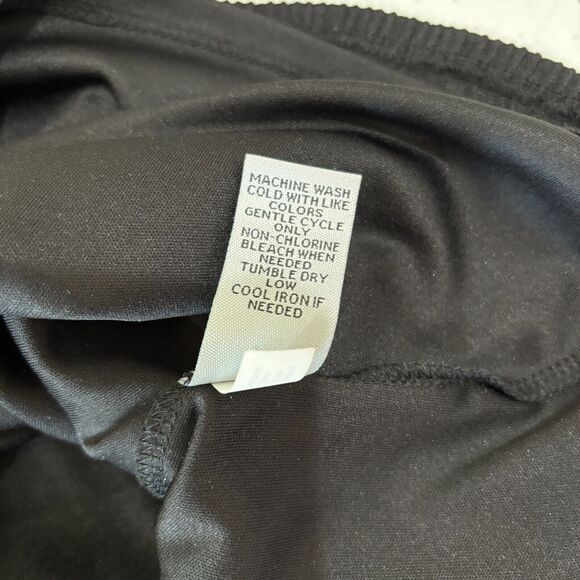 MACHINE WASH
COLD WITH LIKE
COLORS
GENTLE CYCLE
ONLY
NON-CHLORINE
BLEACH WHEN
NEEDED
TUMBLE DRY
LOW
COOL IRON IF
NEEDED